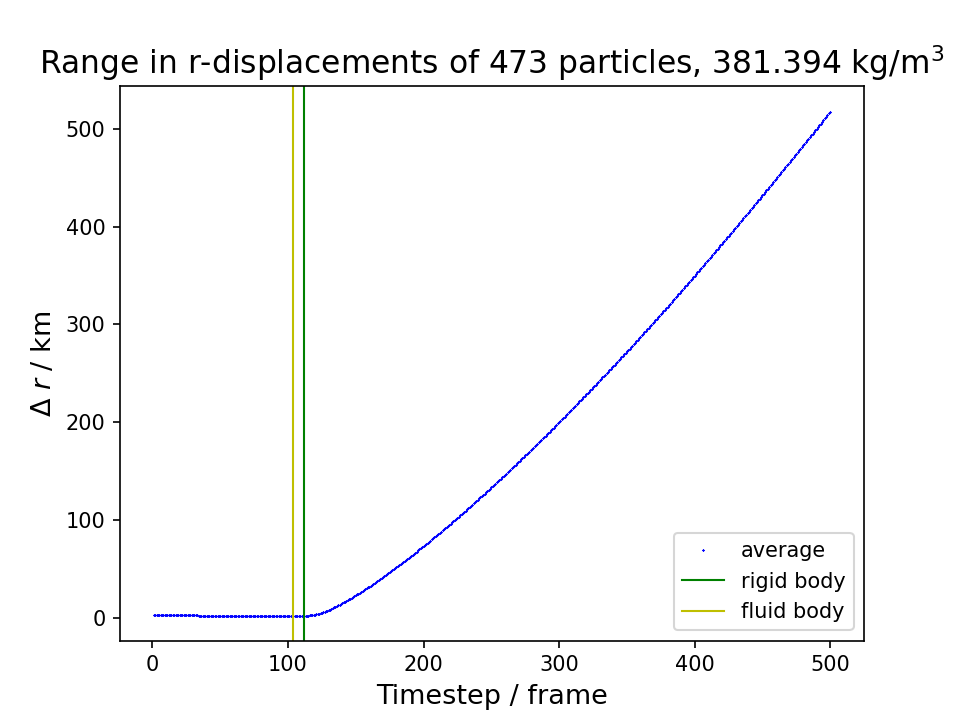 Range in r-displacements of 473 particles, 381.394 kg/m³
500
400
300
200
100
0
Δ r / km
0 100 200 300 400 500
Timestep / frame
average
rigid body
fluid body